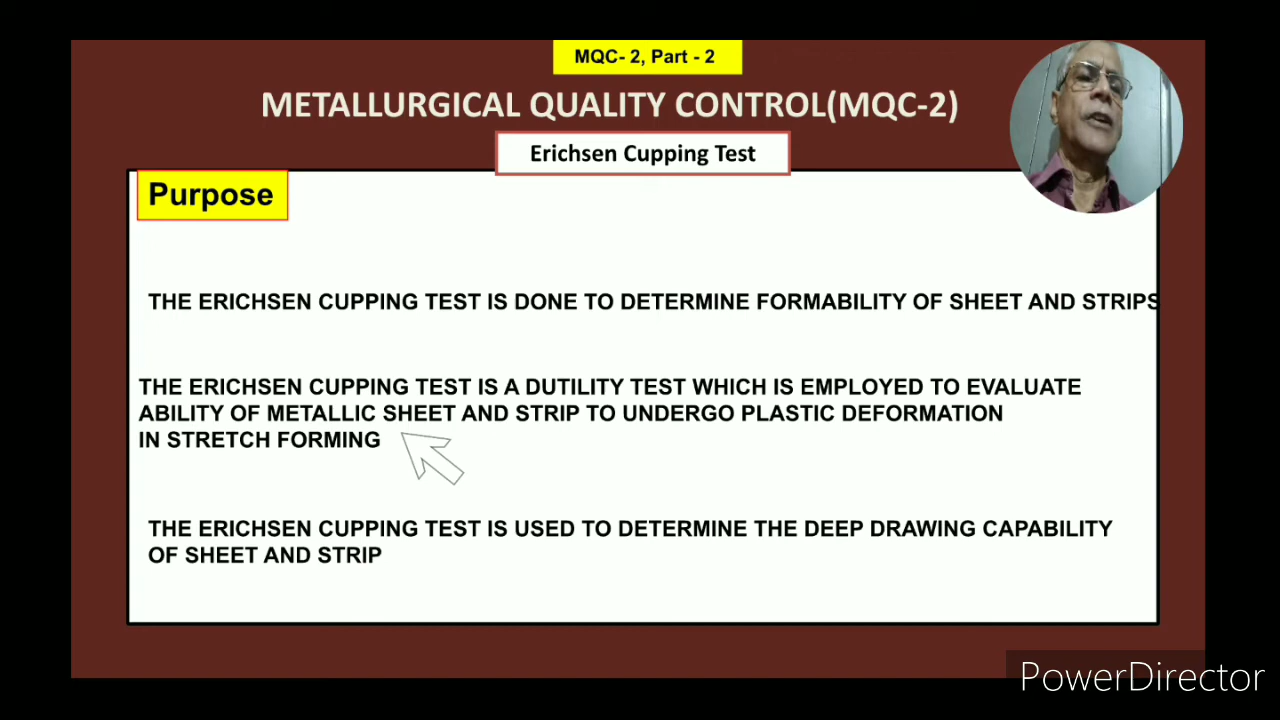 MQC- 2, Part - 2
METALLURGICAL QUALITY CONTROL(MQC-2)
Erichsen Cupping Test
Purpose
THE ERICHSEN CUPPING TEST IS DONE TO DETERMINE FORMABILITY OF SHEET AND STRIPS
THE ERICHSEN CUPPING TEST IS A DUTILITY TEST WHICH IS EMPLOYED TO EVALUATE
ABILITY OF METALLIC SHEET AND STRIP TO UNDERGO PLASTIC DEFORMATION
IN STRETCH FORMING
THE ERICHSEN CUPPING TEST IS USED TO DETERMINE THE DEEP DRAWING CAPABILITY
OF SHEET AND STRIP
PowerDirector